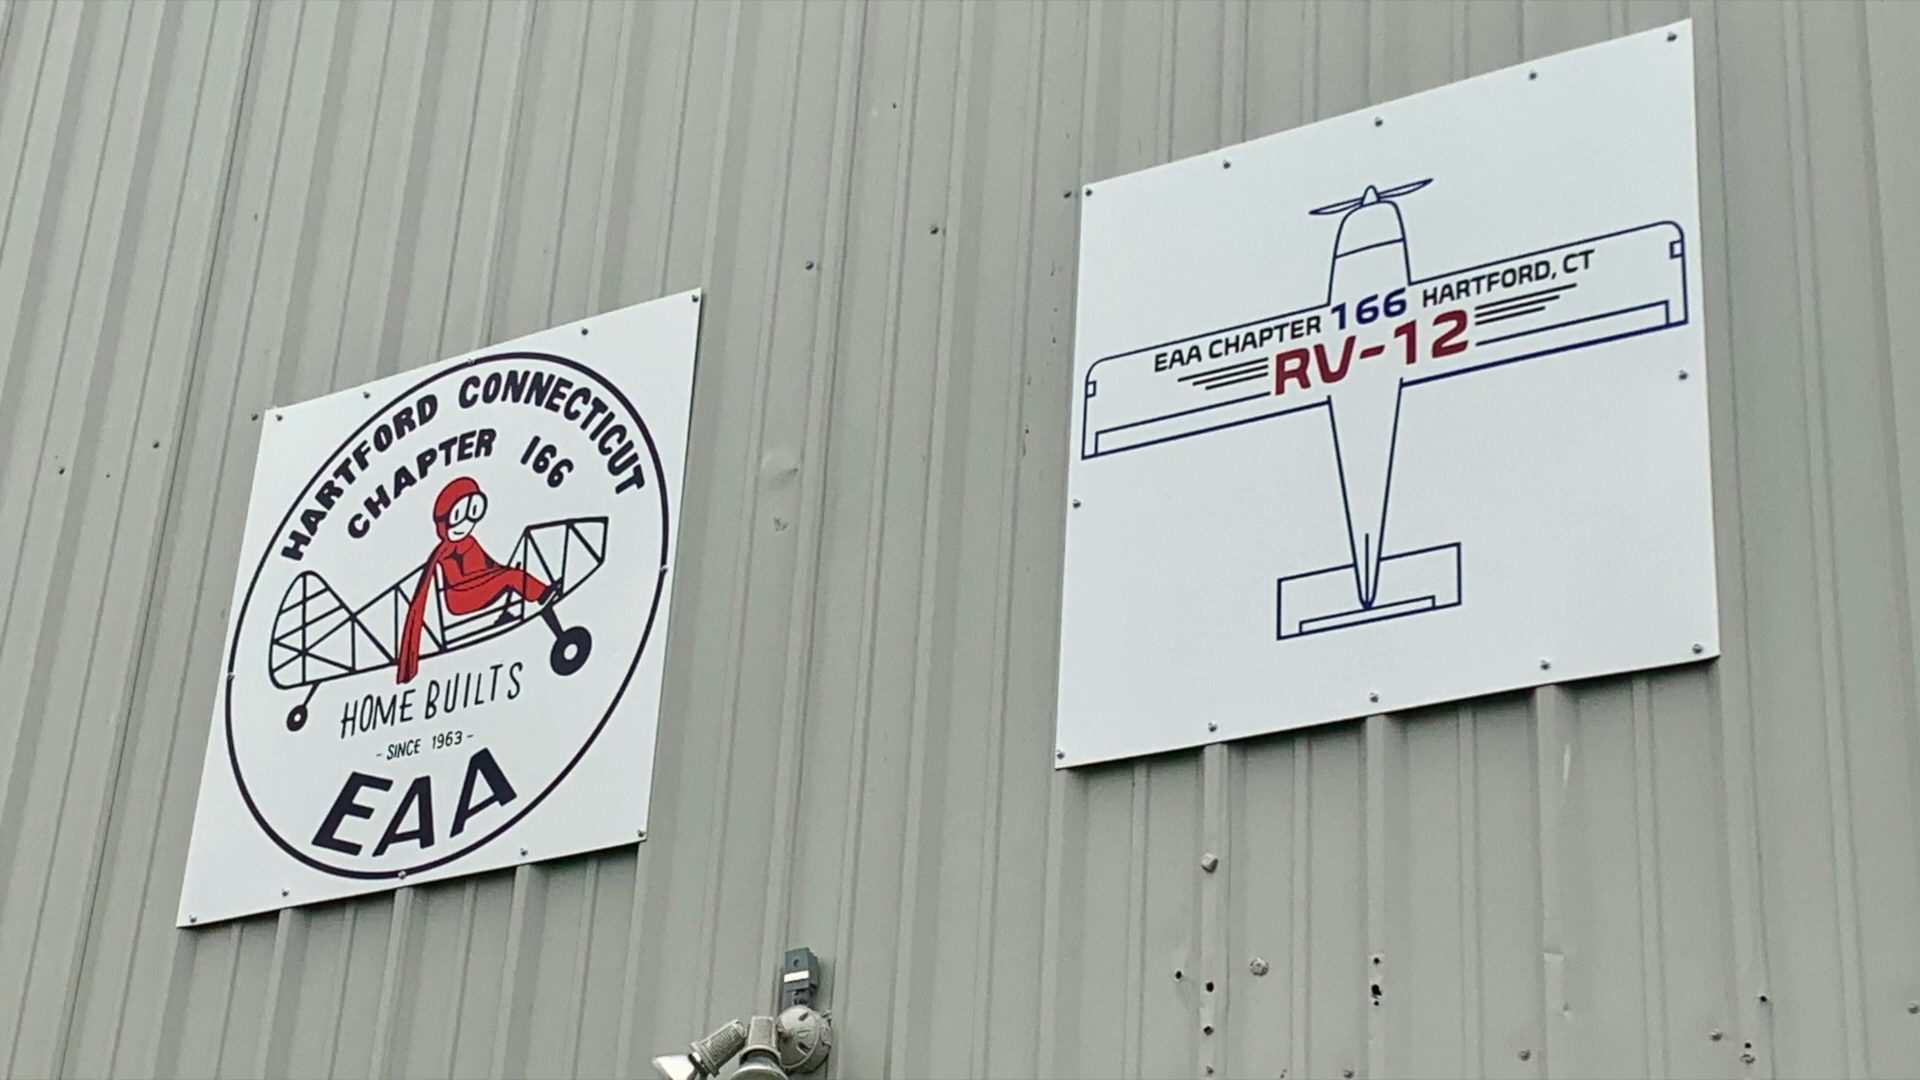 HARTFORD CONNECTICUT
CHAPTER 166
HOME BUILTS
- SINCE 1963 -
EAA
EAA CHAPTER 166 HARTFORD, CT
RV-12